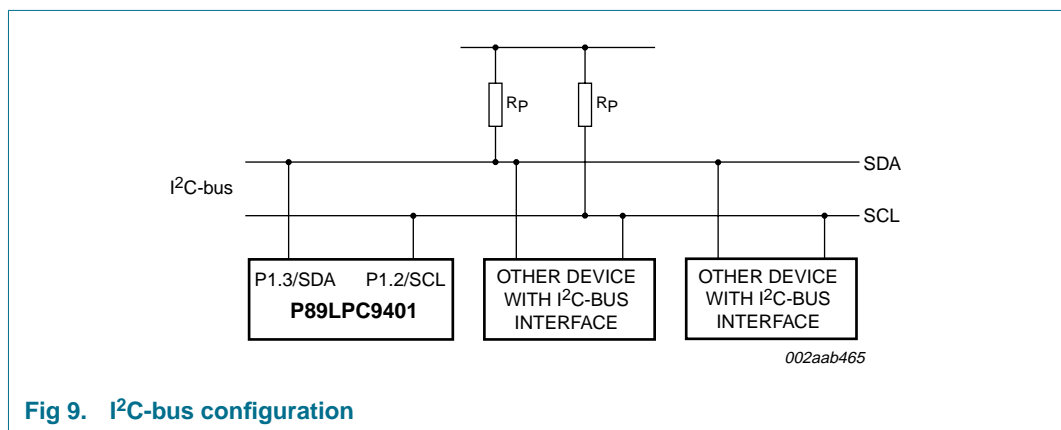 RP RP
SDA
I2C-bus
SCL
P1.3/SDA P1.2/SCL
P89LPC9401
OTHER DEVICE
WITH I2C-BUS
INTERFACE
OTHER DEVICE
WITH I2C-BUS
INTERFACE
002aab465
Fig 9. I2C-bus configuration